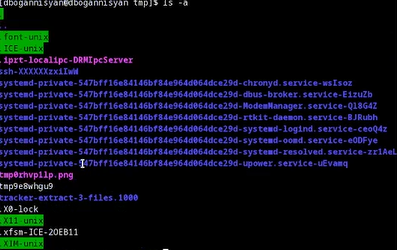 [dbogannisyan@dbogannisyan tmp]$ ls -a
.
..
.font-unix
.ICE-unix
.iprt-localipc-DRMIpcServer
ssh-XXXXXXzxiIwW
systemd-private-547bff16e84146bf84e964d064dce29d-chronyd.service-wsIsoz
systemd-private-547bff16e84146bf84e964d064dce29d-dbus-broker.service-EizuZb
systemd-private-547bff16e84146bf84e964d064dce29d-ModemManager.service-Ql8G4Z
systemd-private-547bff16e84146bf84e964d064dce29d-rtkit-daemon.service-BJRubh
systemd-private-547bff16e84146bf84e964d064dce29d-systemd-logind.service-ceoQ4z
systemd-private-547bff16e84146bf84e964d064dce29d-systemd-oomd.service-eODFye
systemd-private-547bff16e84146bf84e964d064dce29d-systemd-resolved.service-zr1AeL
systemd-private-547bff16e84146bf84e964d064dce29d-upower.service-uEvamq
tmp0rhvpllp.png
tmp9e8whgu9
tracker-extract-3-files.1000
.X0-lock
.X11-unix
.xfsm-ICE-2OEB11
.XIM-unix